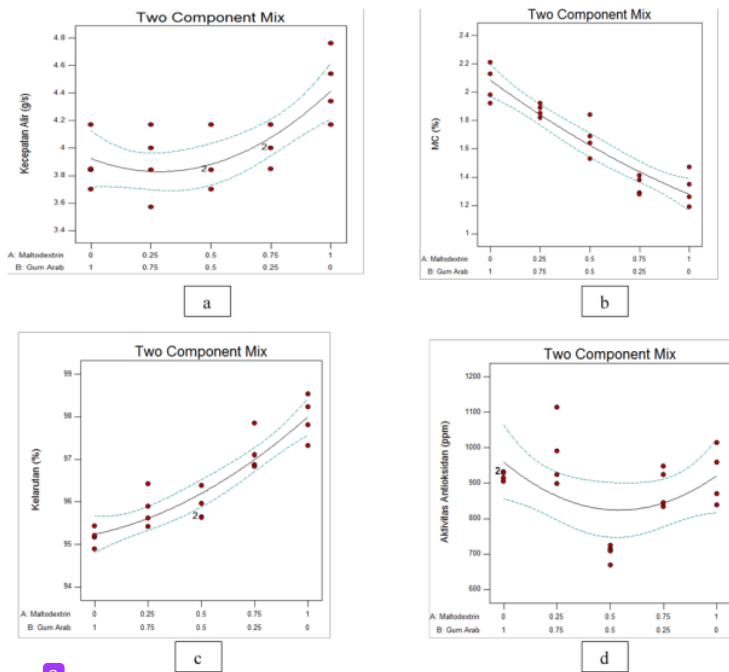 Two Component Mix
Kecepatan Alir (g/s)
4.8
4.6
4.4
4.2
4
3.8
3.6
3.4
2
2
A: Maltodextrin 0 0.25 0.5 0.75 1
B: Gum Arab 1 0.75 0.5 0.25 0
a
Two Component Mix
MC (%)
2.4
2.2
2
1.8
1.6
1.4
1.2
1
A: Maltodextrin 0 0.25 0.5 0.75 1
B: Gum Arab 1 0.75 0.5 0.25 0
b
Two Component Mix
Kelarutan (%)
99
98
97
96
95
94
2
A: Maltodextrin 0 0.25 0.5 0.75 1
B: Gum Arab 1 0.75 0.5 0.25 0
c
Two Component Mix
Aktivitas Antioksidan (ppm)
1200
1100
1000
900
800
700
600
2
A: Maltodextrin 0 0.25 0.5 0.75 1
B: Gum Arab 1 0.75 0.5 0.25 0
d